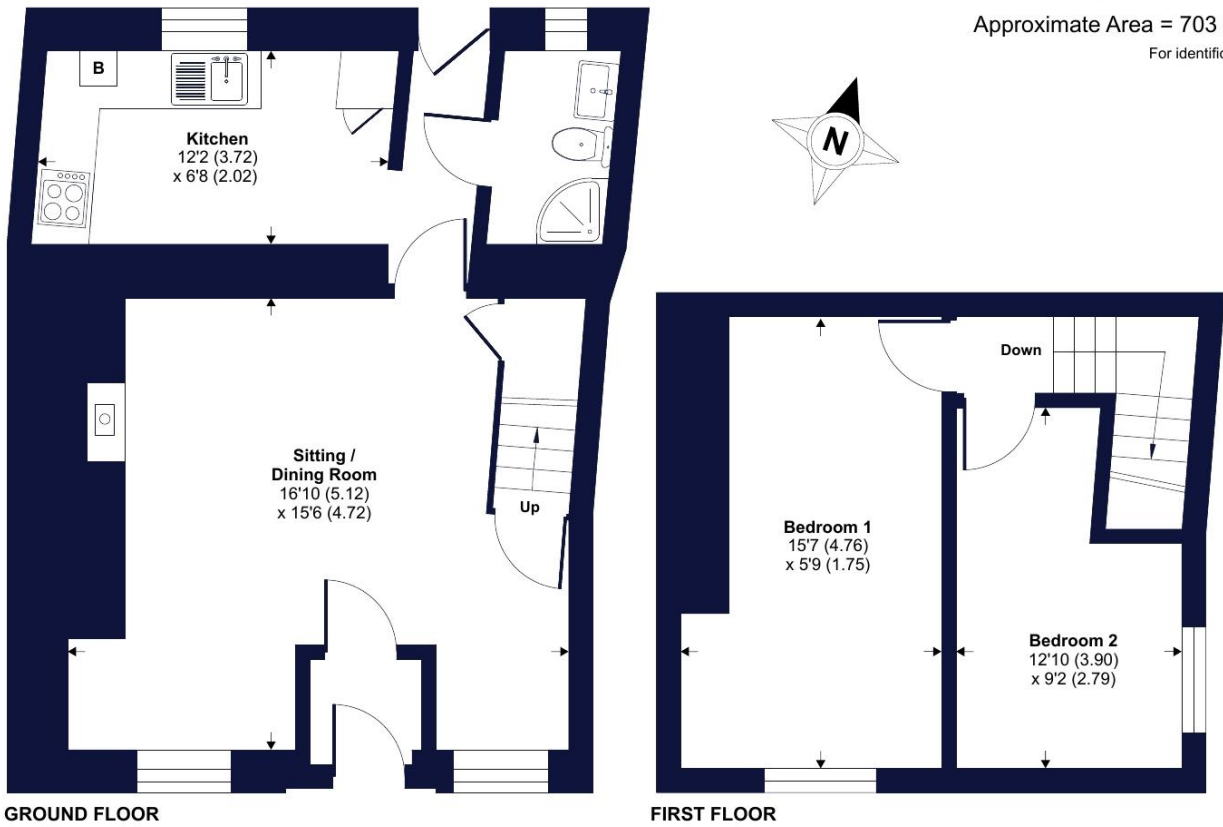 Approximate Area = 703
For identific
B
Kitchen
12'2 (3.72)
x 6'8 (2.02)
N
Sitting /
Dining Room
16'10 (5.12)
x 15'6 (4.72)
Up
Down
Bedroom 1
15'7 (4.76)
x 5'9 (1.75)
Bedroom 2
12'10 (3.90)
x 9'2 (2.79)
GROUND FLOOR
FIRST FLOOR